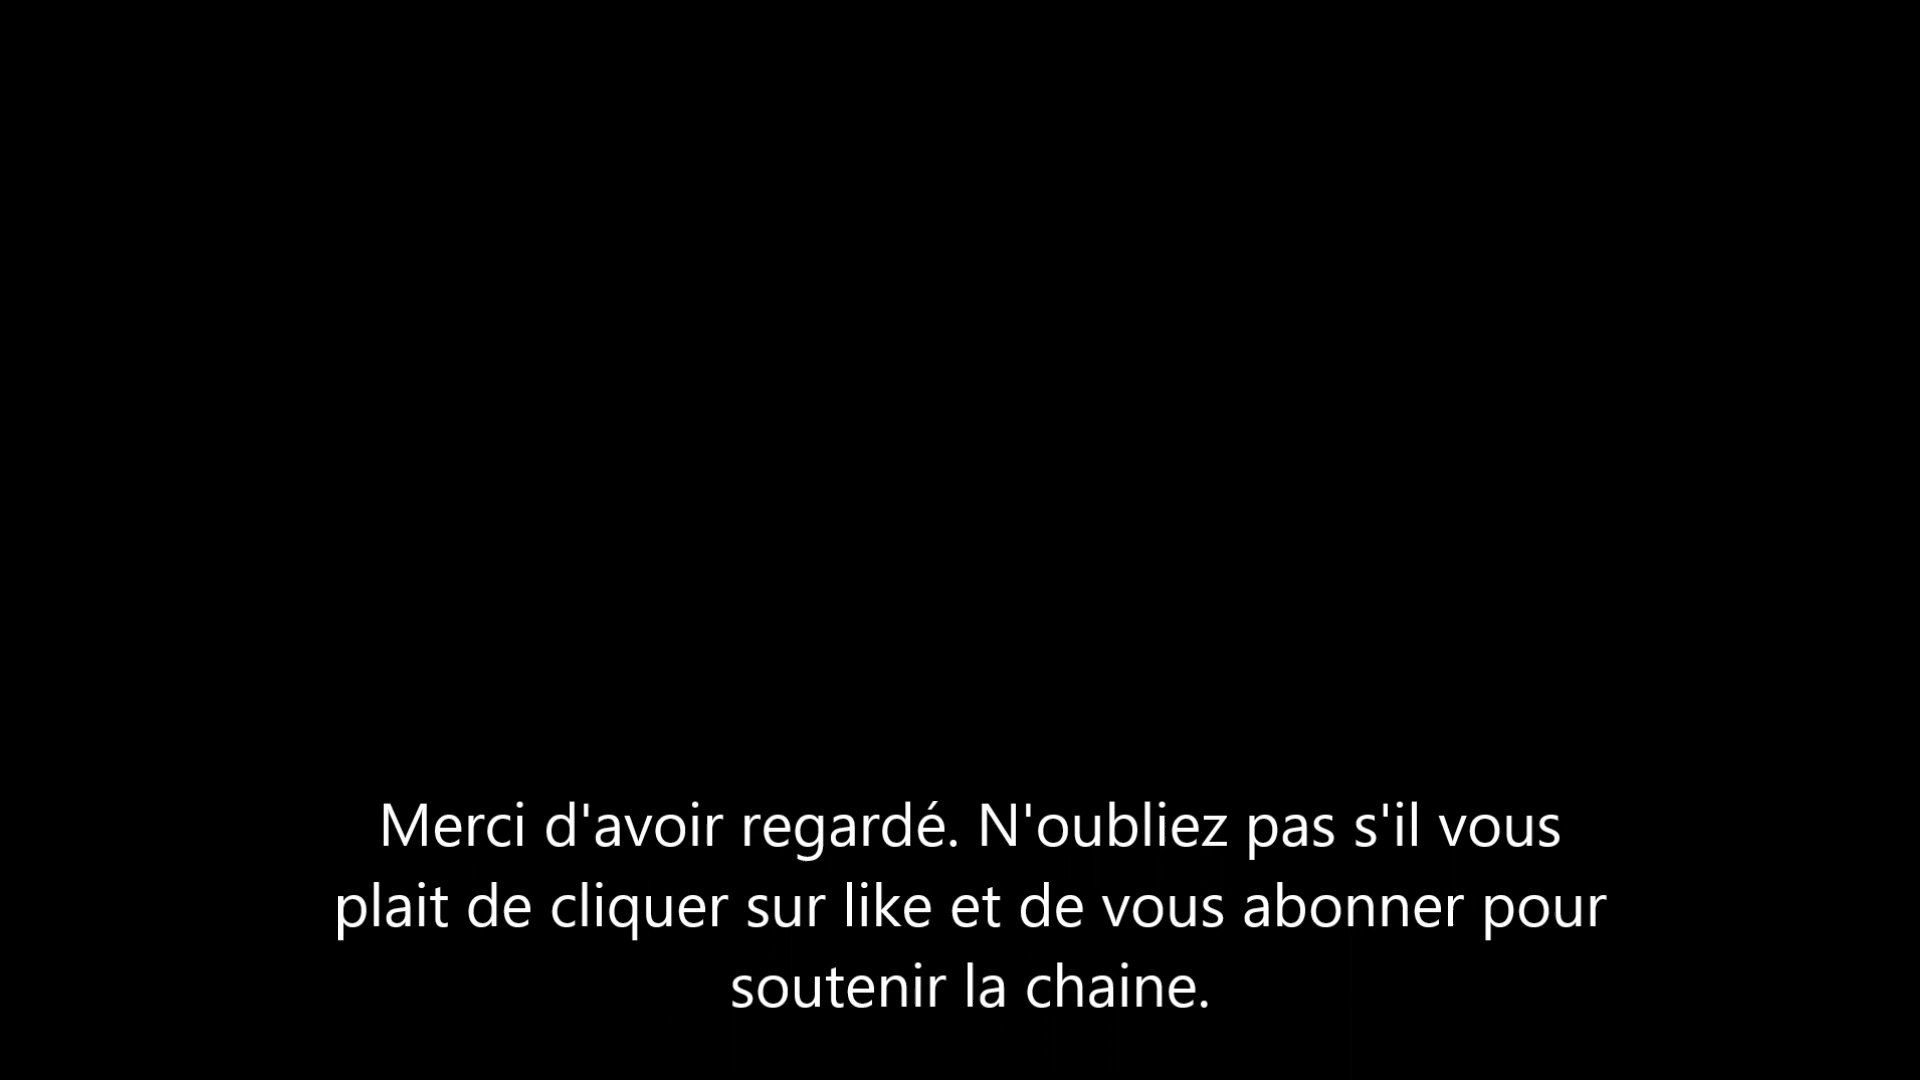 Merci d'avoir regardé. N'oubliez pas s'il vous
plait de cliquer sur like et de vous abonner pour
soutenir la chaine.